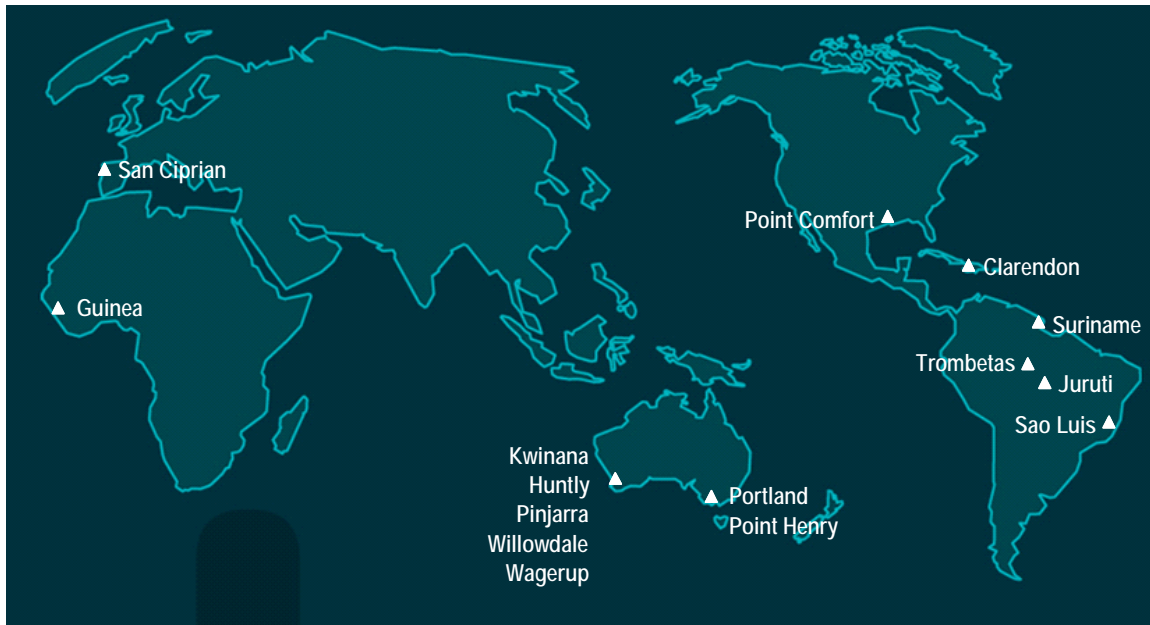 San Ciprian
Point Comfort
Clarendon
Guinea
Suriname
Trombetas
Juruti
Sao Luis
Kwinana
Huntly
Pinjarra
Willowdale
Wagerup
Portland
Point Henry